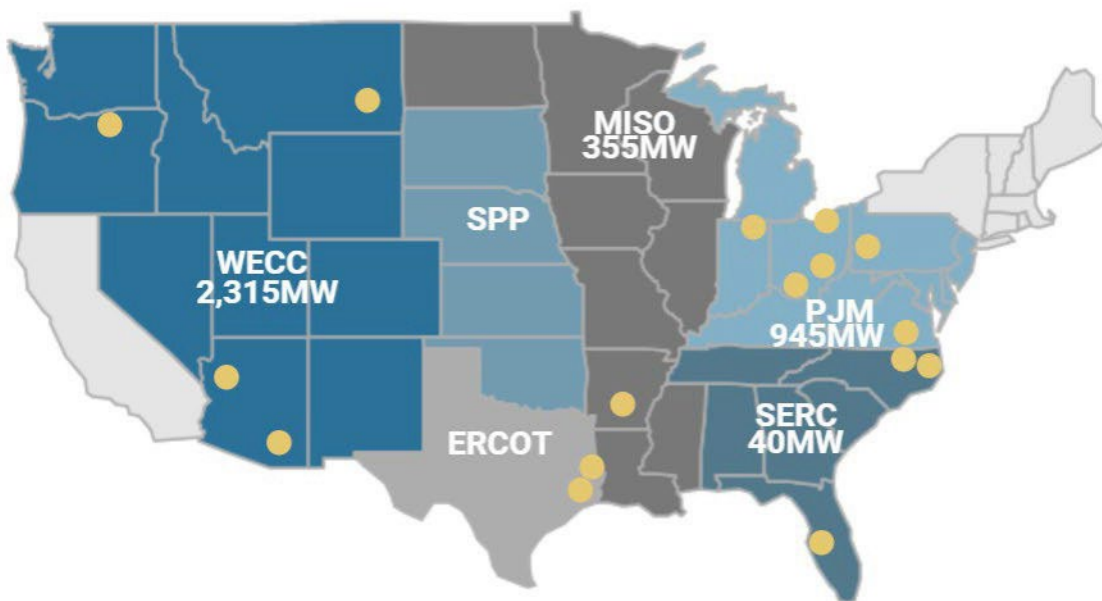 MISO
355MW
SPP
WECC
2,315MW
PJM
945MW
SERC
40MW
ERCOT